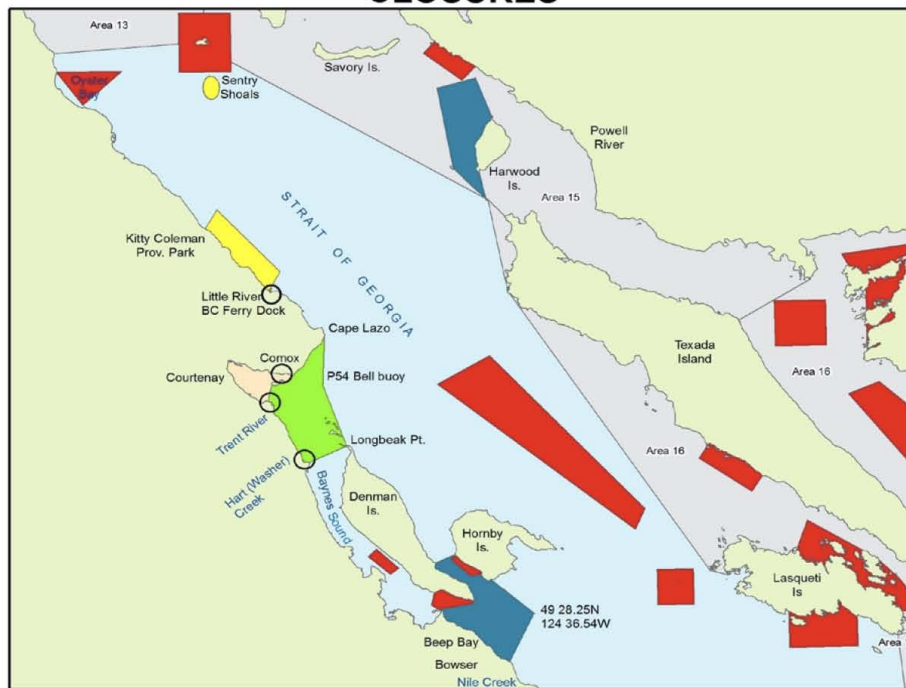 Area 13
Savory Is.
Oyster
Bay
Sentry
Shoals
Powell
River
Harwood
Is.
Area 15
STRAIT OF GEORGIA
Kitty Coleman
Prov. Park
Little River
BC Ferry Dock
Cape Lazo
Texada
Island
Comox
Courtenay
P54 Bell buoy
Area 16
Trent River
Longbeak Pt.
Area 16
Hart (Washer)
Creek
Baynes Sound
Denman
Is.
Hornby
Is.
Lasqueti
Is
49 28.25N
124 36.54W
Beep Bay
Area
Bowser
Nile Creek